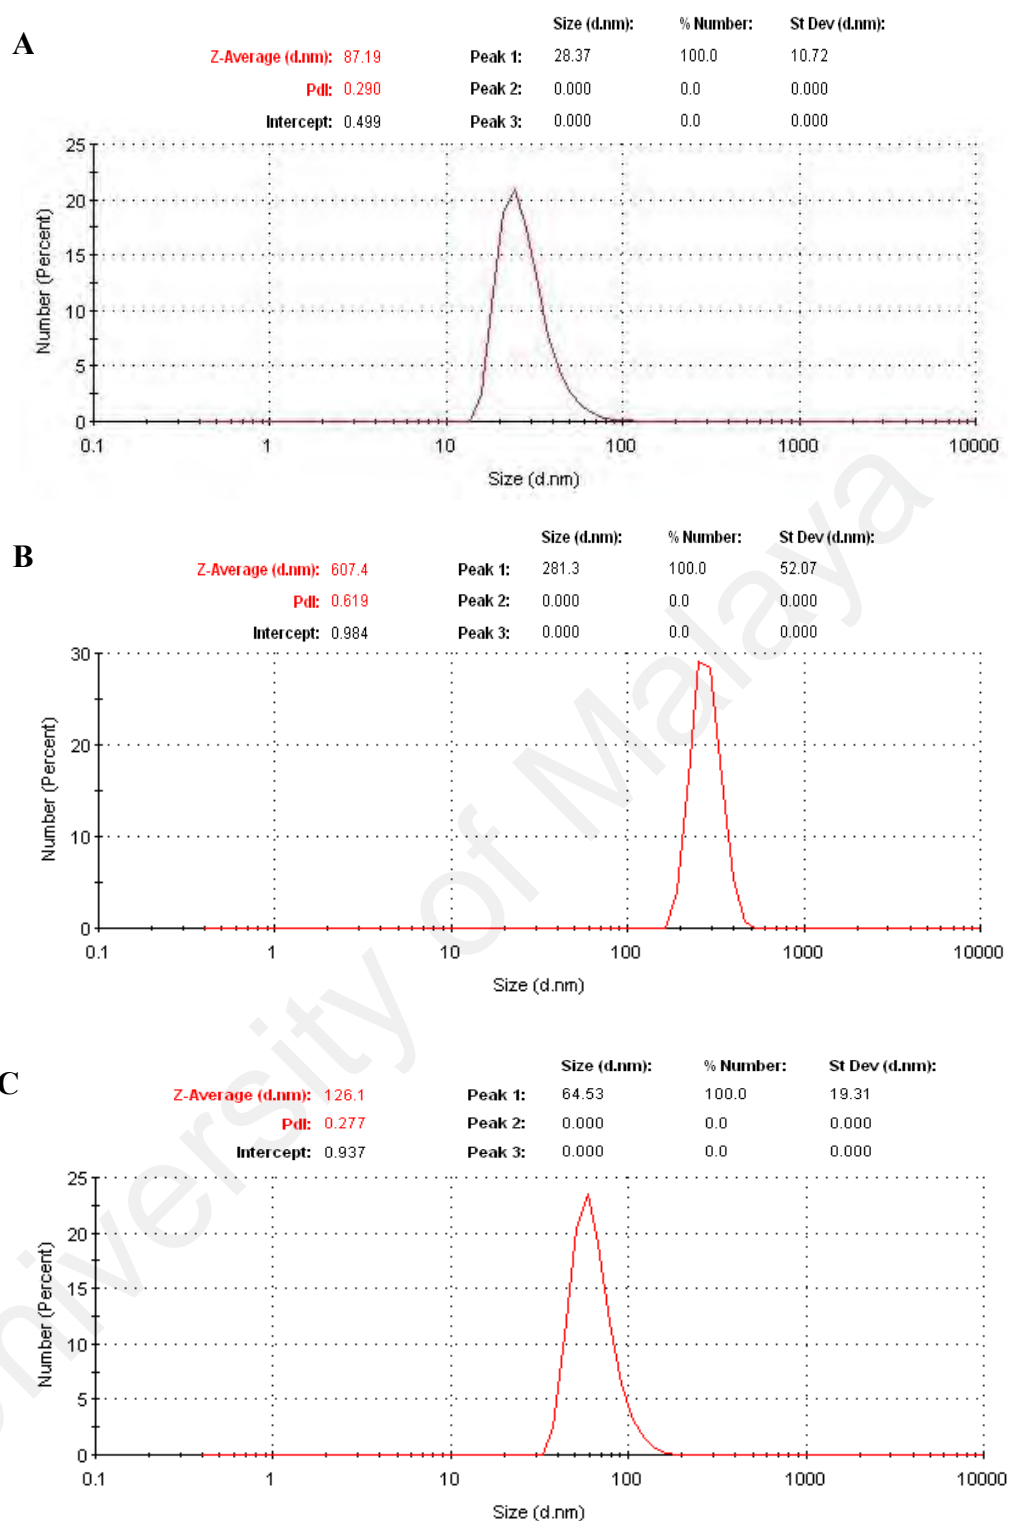 A
Size (d.nm): % Number: St Dev (d.nm):
Z-Average (d.nm): 87.19 Peak 1: 28.37 100.0 10.72
PdI: 0.290 Peak 2: 0.000 0.0 0.000
Intercept: 0.499 Peak 3: 0.000 0.0 0.000
25
20
15
10
5
0
Number (Percent)
0.1 1 10 100 1000 10000
Size (d.nm)
B
Size (d.nm): % Number: St Dev (d.nm):
Z-Average (d.nm): 607.4 Peak 1: 281.3 100.0 52.07
PdI: 0.619 Peak 2: 0.000 0.0 0.000
Intercept: 0.984 Peak 3: 0.000 0.0 0.000
30
20
10
0
Number (Percent)
0.1 1 10 100 1000 10000
Size (d.nm)
C
Size (d.nm): % Number: St Dev (d.nm):
Z-Average (d.nm): 126.1 Peak 1: 64.53 100.0 19.31
PdI: 0.277 Peak 2: 0.000 0.0 0.000
Intercept: 0.937 Peak 3: 0.000 0.0 0.000
25
20
15
10
5
0
Number (Percent)
0.1 1 10 100 1000 10000
Size (d.nm)
University of Malaya